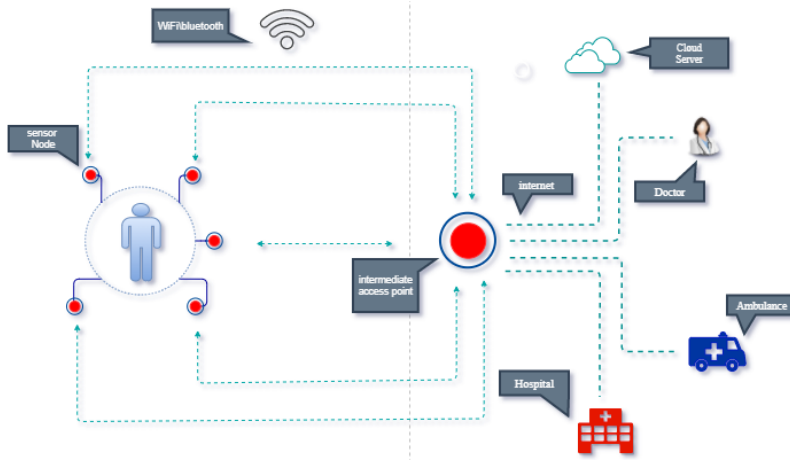 WiFi\bluetooth
Cloud
Server
sensor
Node
Doctor
internet
intermediate
access point
Ambulance
Hospital